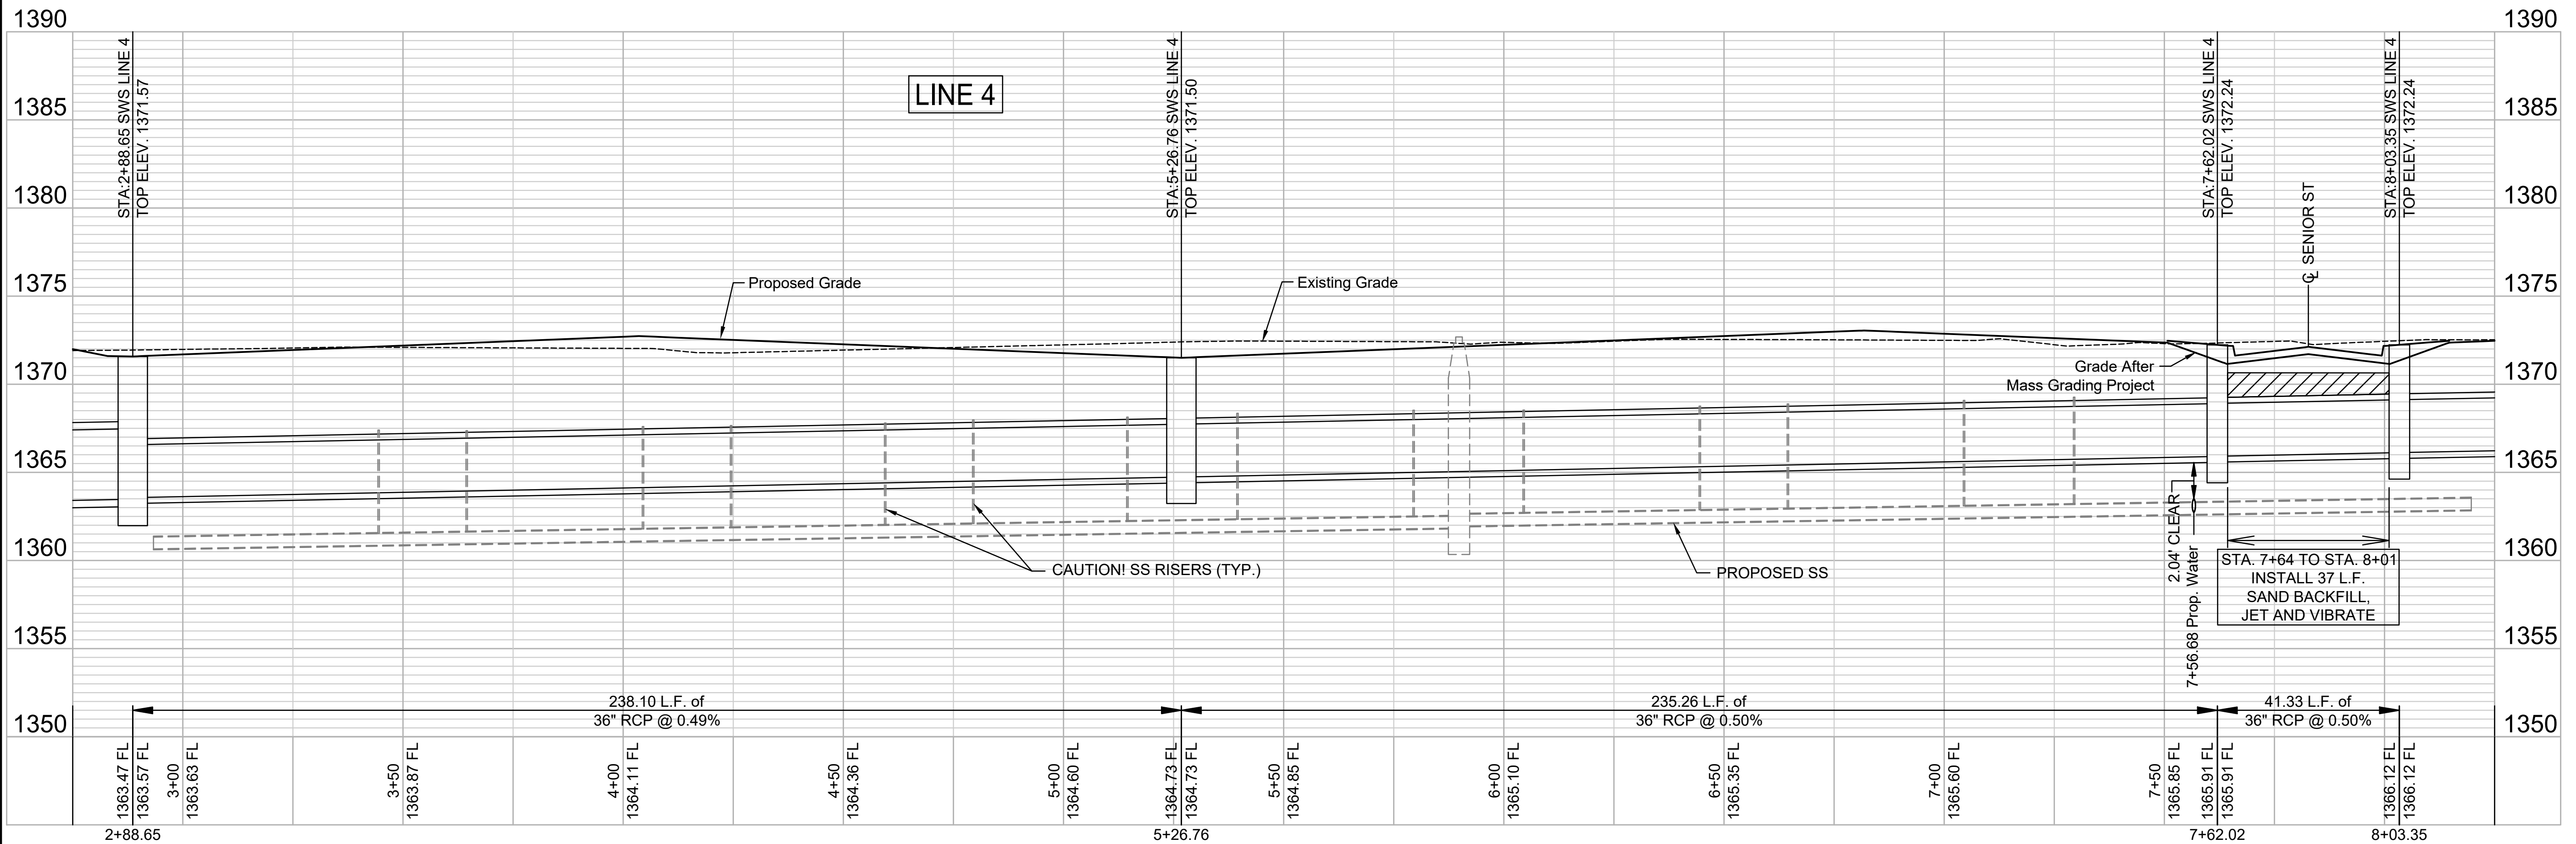 1390
1390
1385
1385
1380
1380
1375
1375
1370
1370
1365
1365
1360
1360
1355
1355
1350
1350
STA:2+88.65 SWS LINE 4
TOP ELEV. 1371.57
LINE 4
STA:5+26.76 SWS LINE 4
TOP ELEV. 1371.50
STA:7+62.02 SWS LINE 4
TOP ELEV. 1372.24
℄ SENIOR ST
STA:8+03.35 SWS LINE 4
TOP ELEV. 1372.24
Proposed Grade
Existing Grade
Grade After
Mass Grading Project
CAUTION! SS RISERS (TYP.)
PROPOSED SS
2.04' CLEAR
7+56.68 Prop. Water
STA. 7+64 TO STA. 8+01
INSTALL 37 L.F.
SAND BACKFILL,
JET AND VIBRATE
238.10 L.F. of
36" RCP @ 0.49%
235.26 L.F. of
36" RCP @ 0.50%
41.33 L.F. of
36" RCP @ 0.50%
1363.47 FL
1363.57 FL
3+00
1363.63 FL
3+50
1363.87 FL
4+00
1364.11 FL
4+50
1364.36 FL
5+00
1364.60 FL
1364.73 FL
1364.73 FL
5+50
1364.85 FL
6+00
1365.10 FL
6+50
1365.35 FL
7+00
1365.60 FL
7+50
1365.85 FL
1365.91 FL
1365.91 FL
1366.12 FL
1366.12 FL
2+88.65
5+26.76
7+62.02
8+03.35